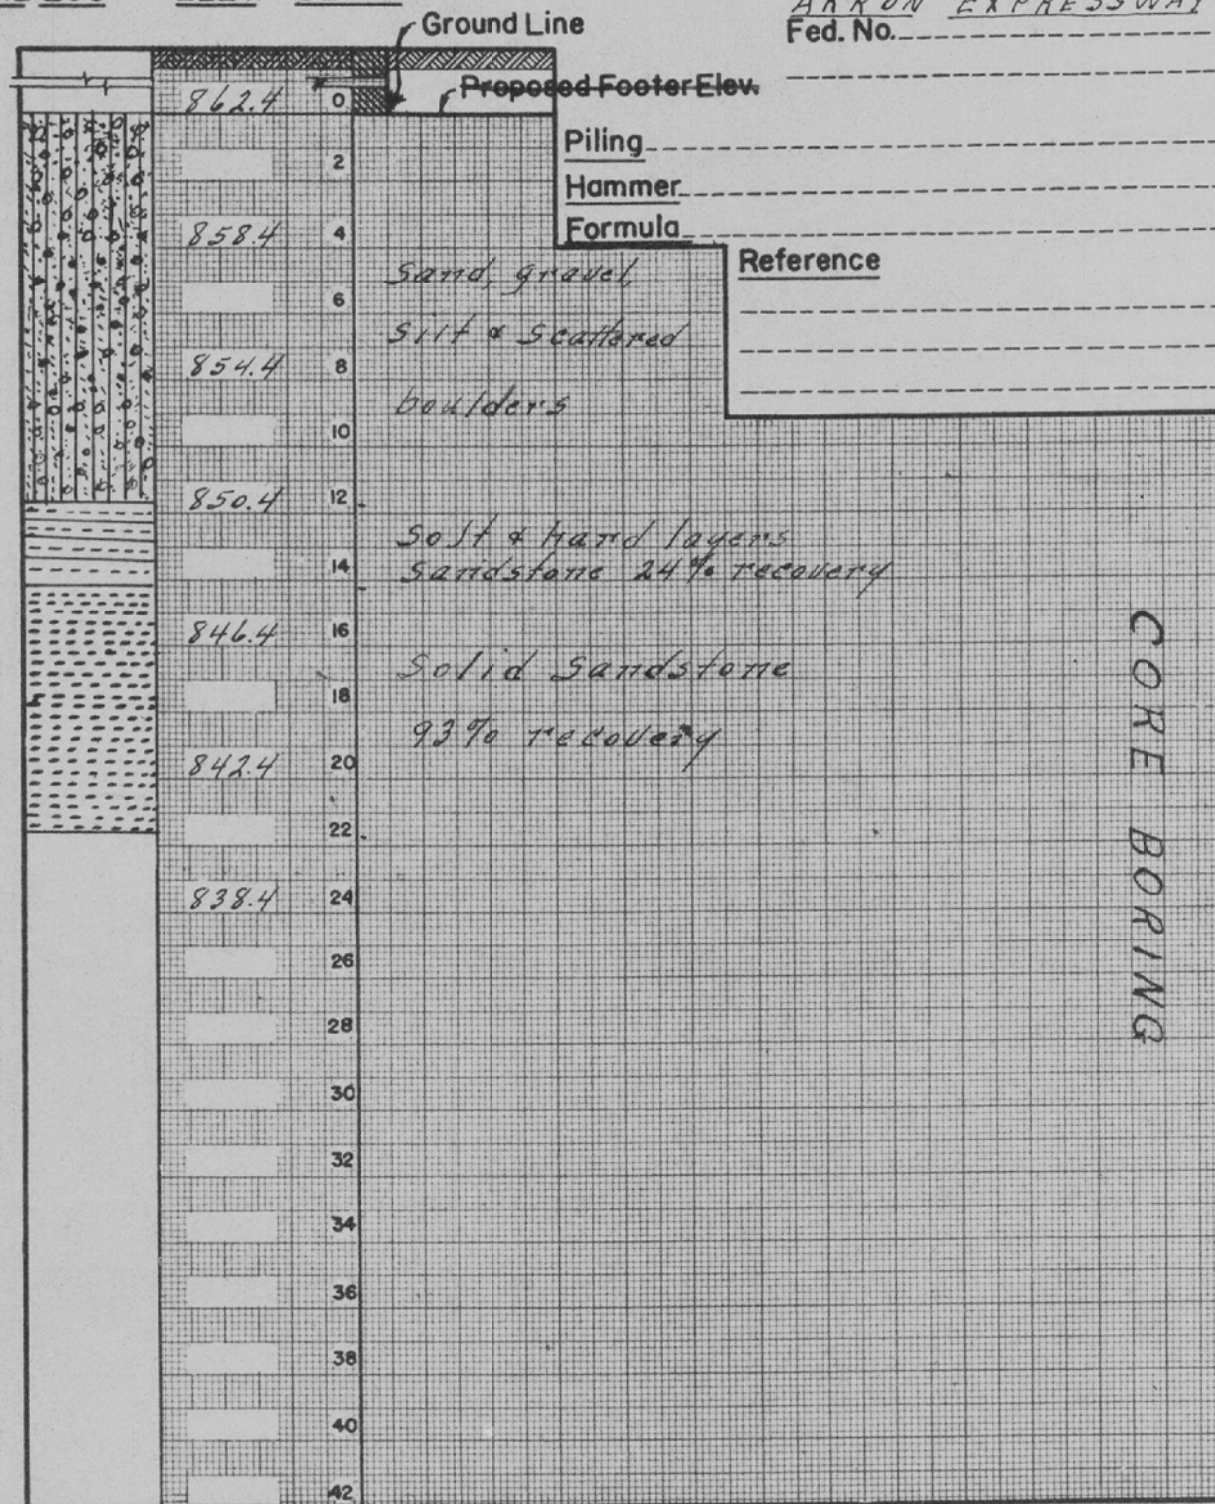 AKRON EXPRESSWAY
Ground Line
Fed. No.
Proposed Footer Elev.
862.4 0
Piling
2
Hammer
858.4 4
Formula
Reference
Sand, gravel,
6
silt & scattered
854.4 8
boulders
10
850.4 12
Soft & hard layers
14 Sandstone 24% recovery
846.4 16
Solid Sandstone
18
93% recovery
842.4 20
22
838.4 24
26
28
30
32
34
36
38
40
42
CORE BORING